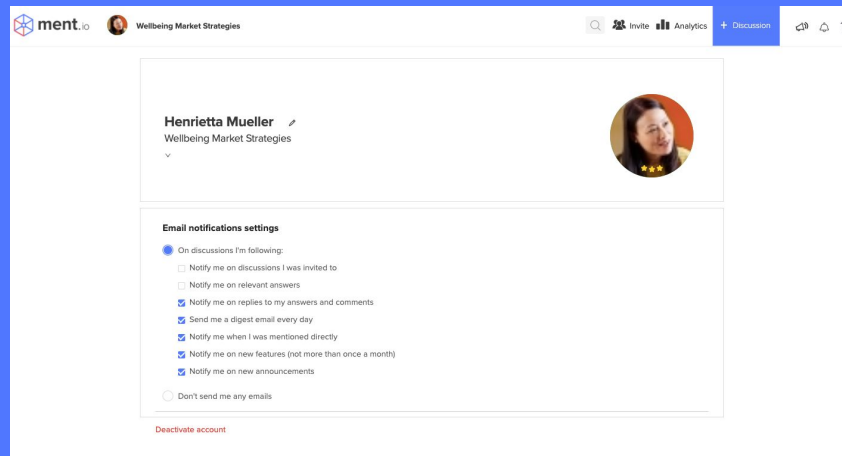 ment.io
Wellbeing Market Strategies
Invite
Analytics
+ Discussion
Henrietta Mueller
Wellbeing Market Strategies
Email notifications settings
On discussions I'm following:
Notify me on discussions I was invited to
Notify me on relevant answers
Notify me on replies to my answers and comments
Send me a digest email every day
Notify me when I was mentioned directly
Notify me on new features (not more than once a month)
Notify me on new announcements
Don't send me any emails
Deactivate account